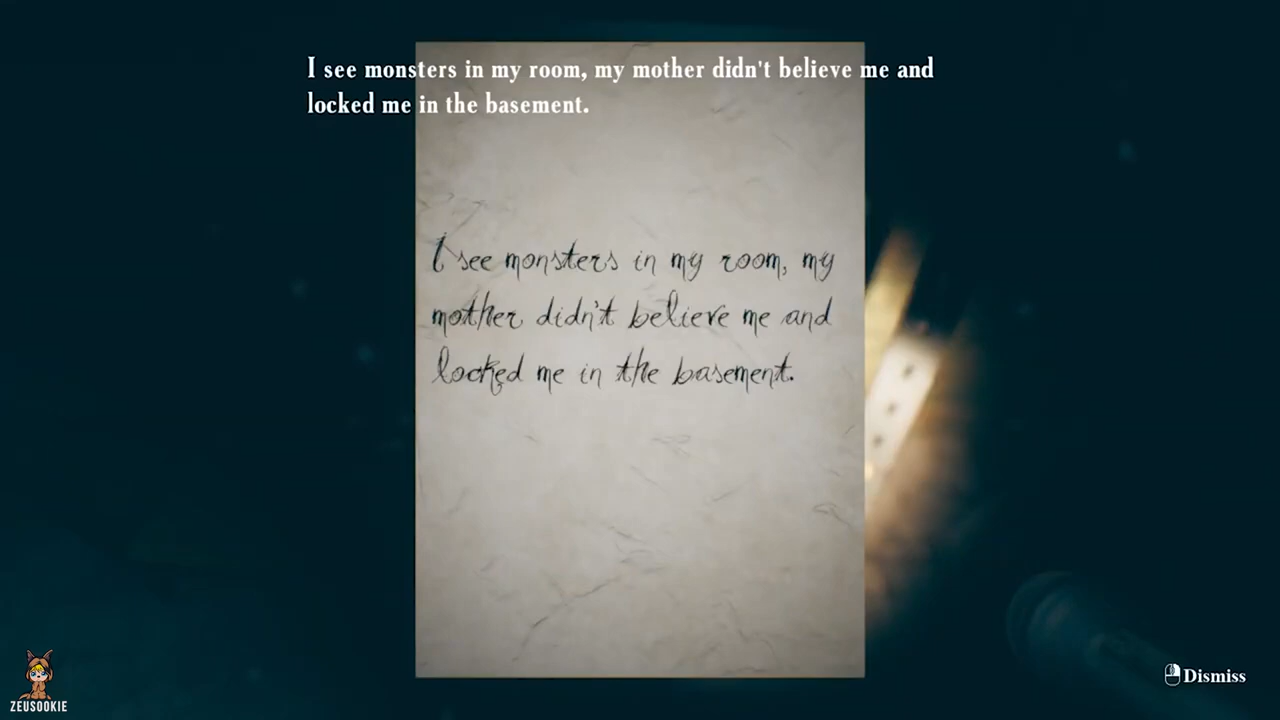 I see monsters in my room, my mother didn't believe me and
locked me in the basement.
I see monsters in my room, my
mother didn't believe me and
locked me in the basement.
Dismiss
ZEUSOOKIE